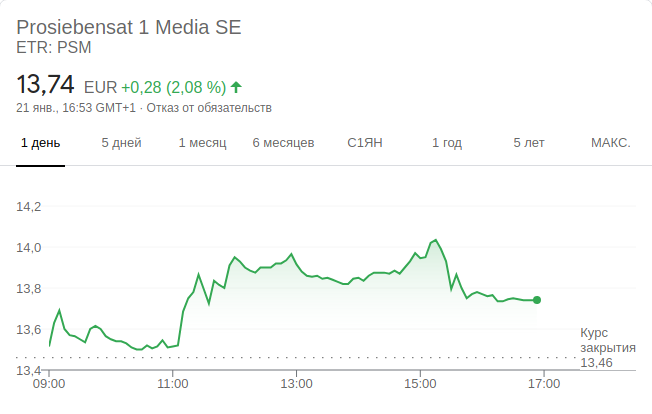 Prosiebensat 1 Media SE
ETR: PSM
13,74 EUR +0,28 (2,08 %)
21 янв., 16:53 GMT+1 · Отказ от обязательств
1 день 5 дней 1 месяц 6 месяцев С1ЯН 1 год 5 лет МАКС.
14,2
14,0
13,8
13,6
13,4
Курс
закрытия
13,46
09:00 11:00 13:00 15:00 17:00